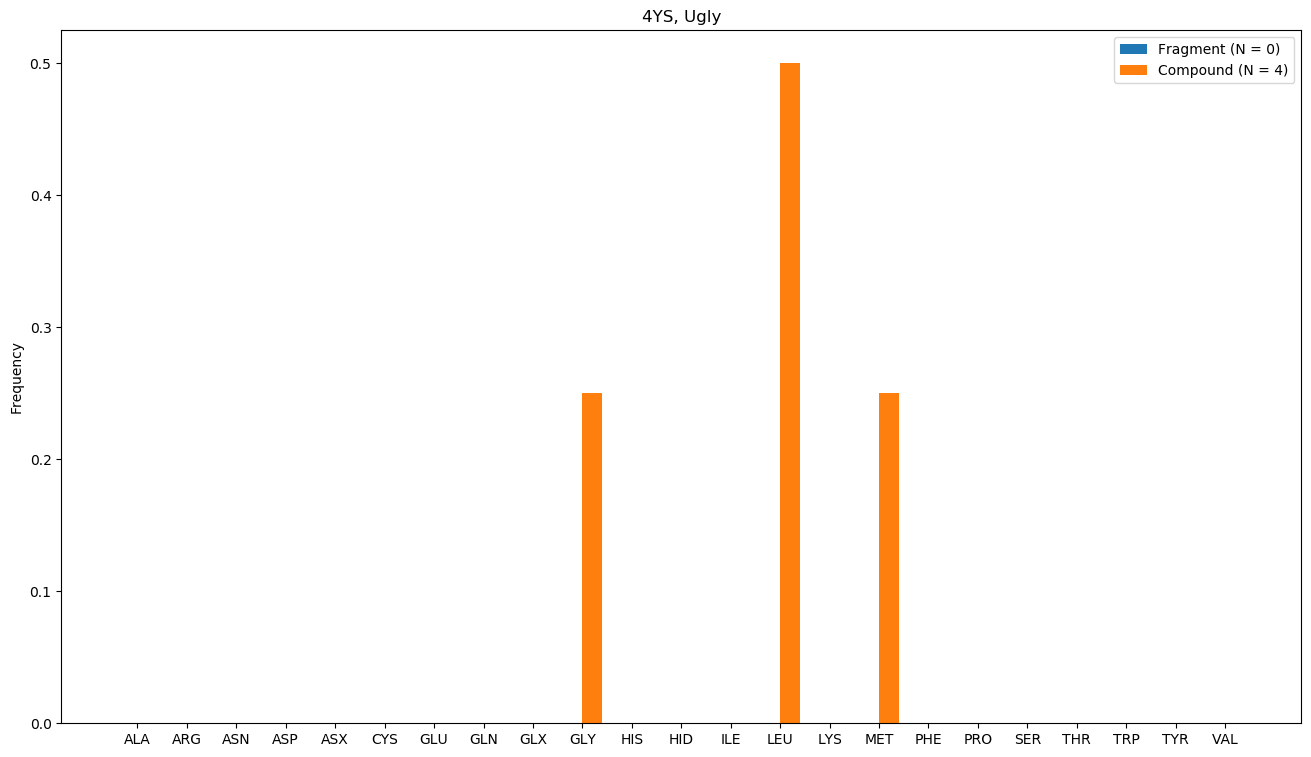 4YS, Ugly
Fragment (N = 0)
Compound (N = 4)
Frequency
0.5
0.4
0.3
0.2
0.1
0.0
ALA ARG ASN ASP ASX CYS GLU GLN GLX GLY HIS HID ILE LEU LYS MET PHE PRO SER THR TRP TYR VAL